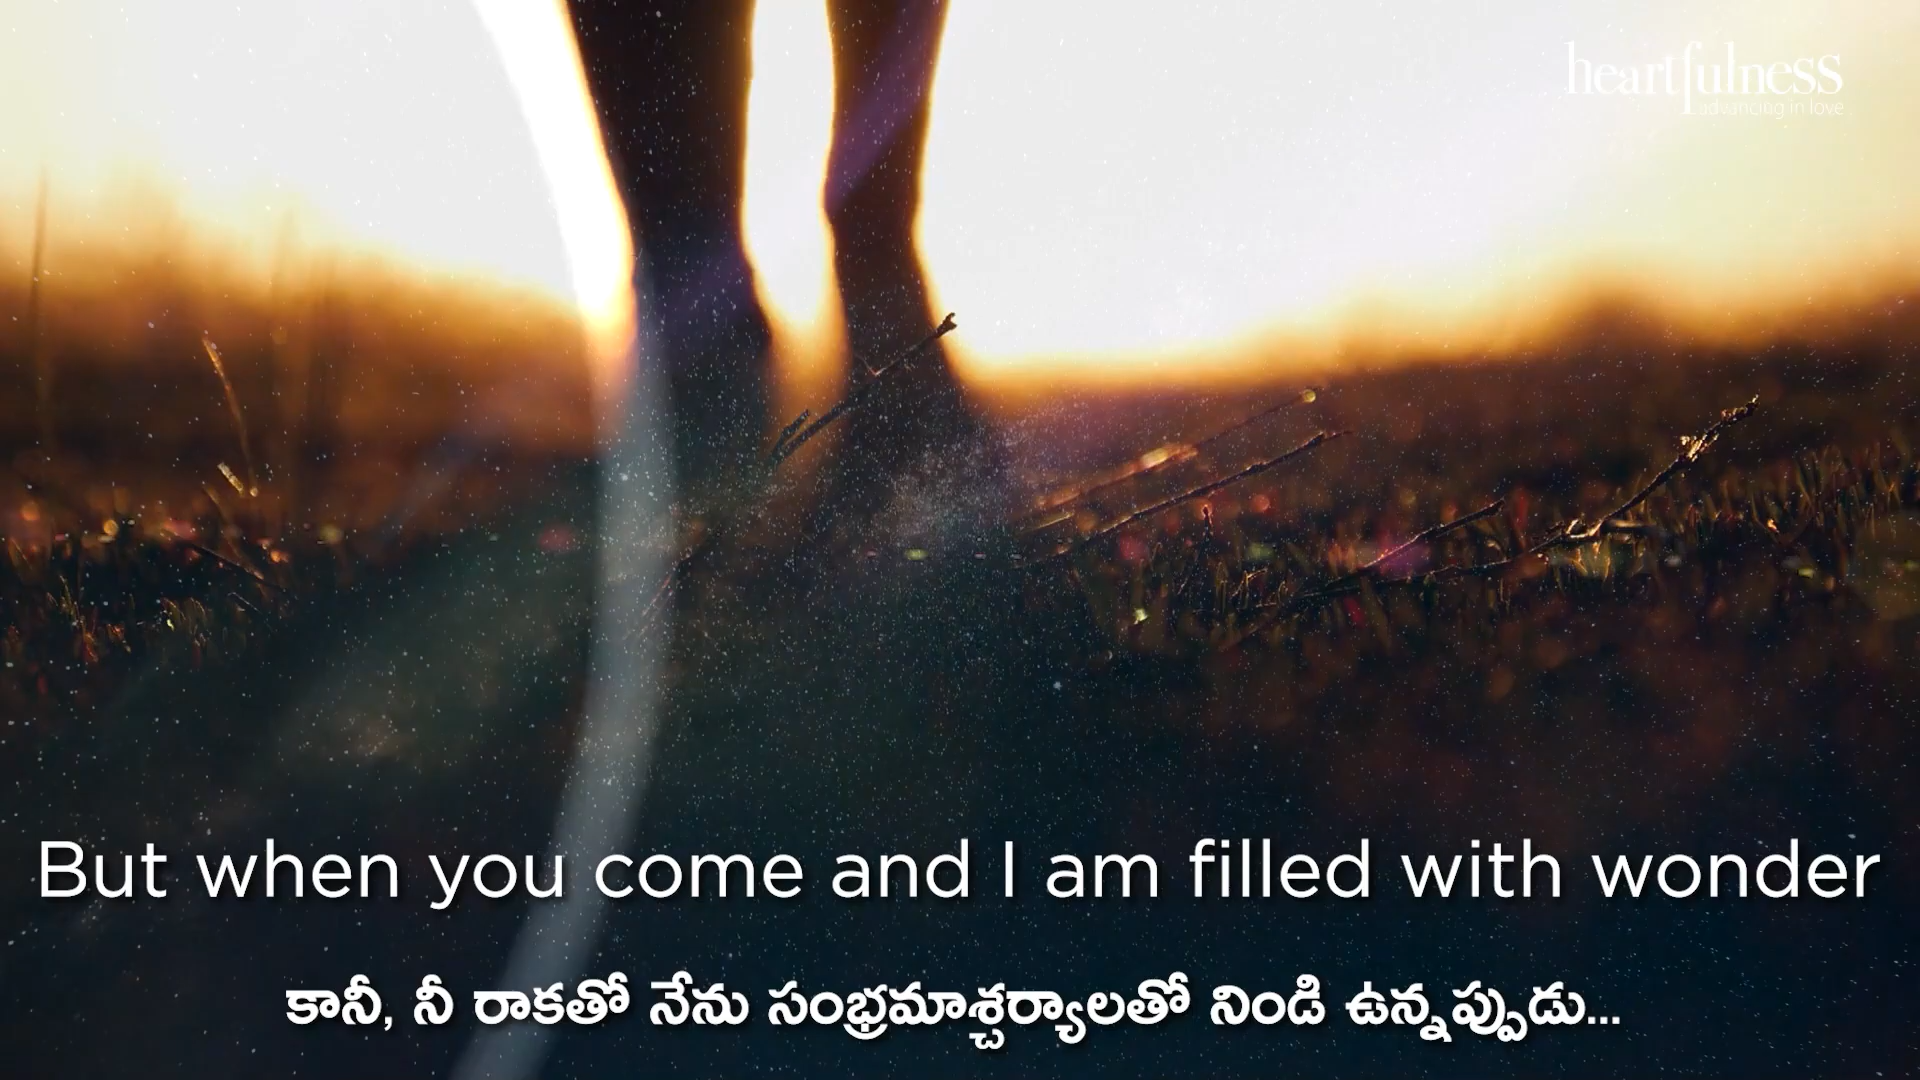 heartfulness
advancing in love
But when you come and I am filled with wonder
కానీ, నీ రాకతో నేను సంభ్రమాశ్చర్యాలతో నిండి ఉన్నప్పుడు...